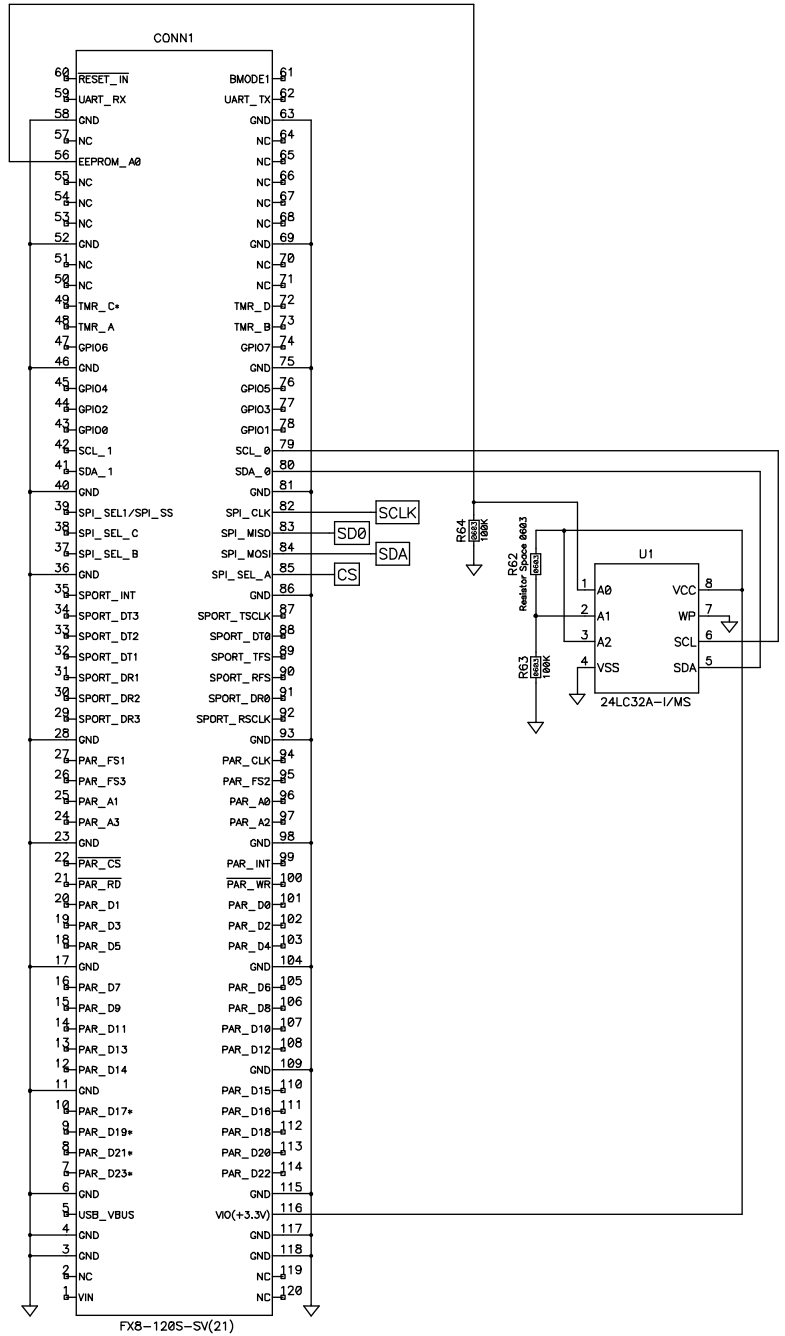 CONN1
60 RESET_IN BMODE1 61
59 UART_RX UART_TX 62
58 GND GND 63
57 NC NC 64
56 EEPROM_A0 NC 65
55 NC NC 66
54 NC NC 67
53 NC NC 68
52 GND GND 69
51 NC NC 70
50 NC NC 71
49 TMR_C* TMR_D 72
48 TMR_A TMR_B 73
47 GPIO6 GPIO7 74
46 GND GND 75
45 GPIO4 GPIO5 76
44 GPIO2 GPIO3 77
43 GPIO0 GPIO1 78
42 SCL_1 SCL_0 79
41 SDA_1 SDA_0 80
40 GND GND 81
39 SPI_SEL1/SPI_SS SPI_CLK 82 SCLK
38 SPI_SEL_C SPI_MISO 83 SD0
37 SPI_SEL_B SPI_MOSI 84 SDA
36 GND SPI_SEL_A 85 CS
35 SPORT_INT GND 86
34 SPORT_DT3 SPORT_TSCLK 87
33 SPORT_DT2 SPORT_DT0 88
32 SPORT_DT1 SPORT_TFS 89
31 SPORT_DR1 SPORT_RFS 90
30 SPORT_DR2 SPORT_DR0 91
29 SPORT_DR3 SPORT_RSCLK 92
28 GND GND 93
27 PAR_FS1 PAR_CLK 94
26 PAR_FS3 PAR_FS2 95
25 PAR_A1 PAR_A0 96
24 PAR_A3 PAR_A2 97
23 GND GND 98
22 PAR_CS PAR_INT 99
21 PAR_RD PAR_WR 100
20 PAR_D1 PAR_D0 101
19 PAR_D3 PAR_D2 102
18 PAR_D5 PAR_D4 103
17 GND GND 104
16 PAR_D7 PAR_D6 105
15 PAR_D9 PAR_D8 106
14 PAR_D11 PAR_D10 107
13 PAR_D13 PAR_D12 108
12 PAR_D14 GND 109
11 GND PAR_D15 110
10 PAR_D17* PAR_D16 111
9 PAR_D19* PAR_D18 112
8 PAR_D21* PAR_D20 113
7 PAR_D23* PAR_D22 114
6 GND GND 115
5 USB_VBUS VIO(+3.3V) 116
4 GND GND 117
3 GND GND 118
2 NC NC 119
1 VIN NC 120
FX8-120S-SV(21)
R64
0603
100K
R62
Resistor Space 0603
0603
R63
0603
100K
U1
1 A0 VCC 8
2 A1 WP 7
3 A2 SCL 6
4 VSS SDA 5
24LC32A-I/MS